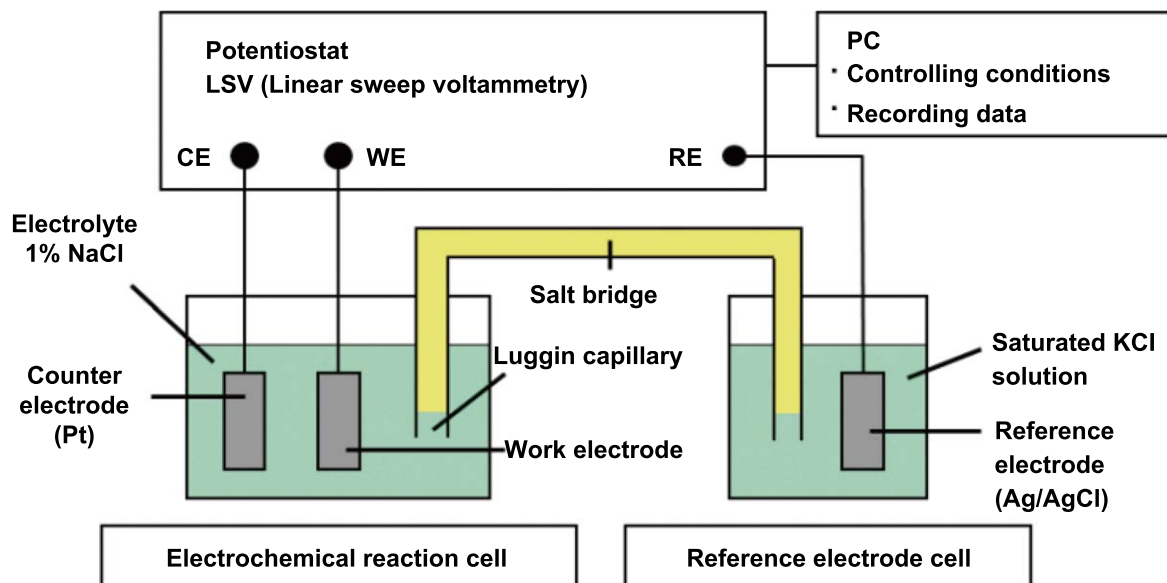 Potentiostat
LSV (Linear sweep voltammetry)
PC
· Controlling conditions
· Recording data
CE
WE
RE
Electrolyte
1% NaCl
Salt bridge
Luggin capillary
Counter
electrode
(Pt)
Work electrode
Saturated KCl
solution
Reference
electrode
(Ag/AgCl)
Electrochemical reaction cell
Reference electrode cell